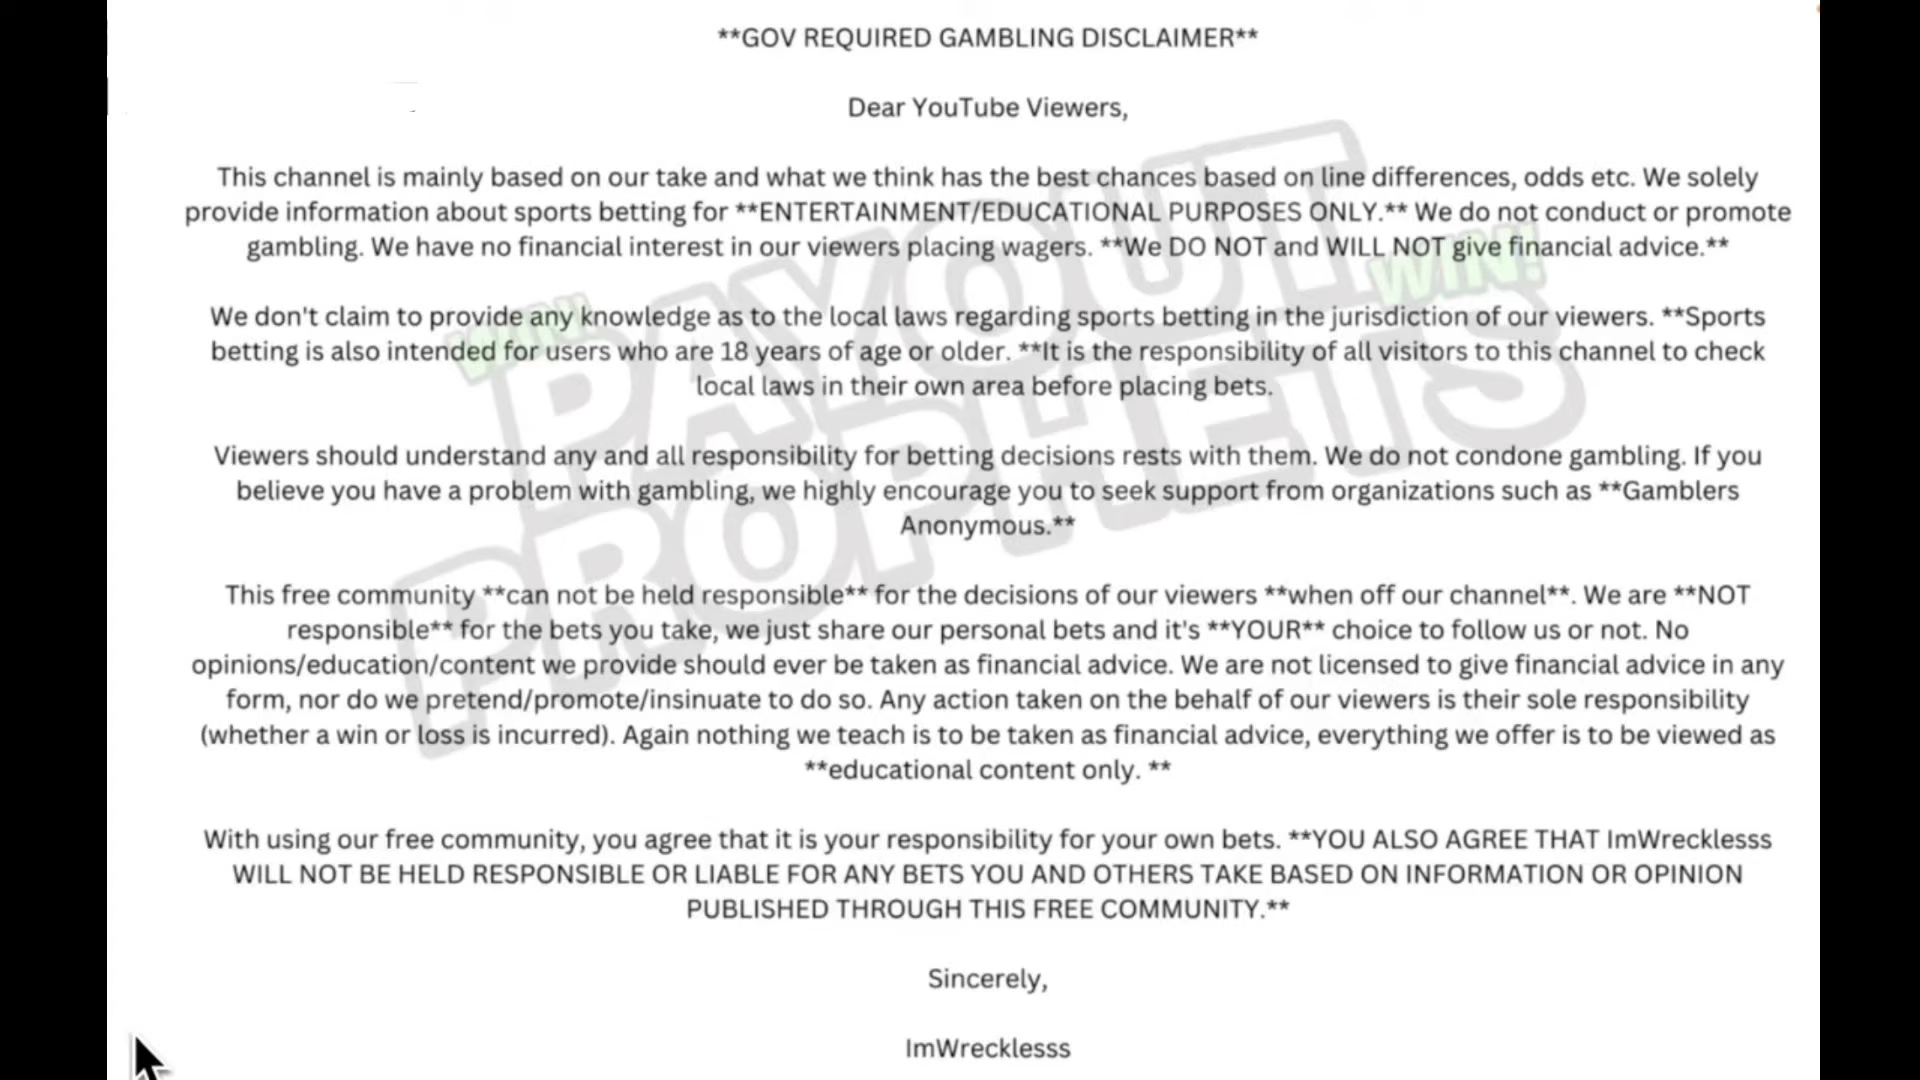 **GOV REQUIRED GAMBLING DISCLAIMER**
Dear YouTube Viewers,
This channel is mainly based on our take and what we think has the best chances based on line differences, odds etc. We solely
provide information about sports betting for **ENTERTAINMENT/EDUCATIONAL PURPOSES ONLY.** We do not conduct or promote
gambling. We have no financial interest in our viewers placing wagers. **We DO NOT and WILL NOT give financial advice.**
We don't claim to provide any knowledge as to the local laws regarding sports betting in the jurisdiction of our viewers. **Sports
betting is also intended for users who are 18 years of age or older. **It is the responsibility of all visitors to this channel to check
local laws in their own area before placing bets.
Viewers should understand any and all responsibility for betting decisions rests with them. We do not condone gambling. If you
believe you have a problem with gambling, we highly encourage you to seek support from organizations such as **Gamblers
Anonymous.**
This free community **can not be held responsible** for the decisions of our viewers **when off our channel**. We are **NOT
responsible** for the bets you take, we just share our personal bets and it's **YOUR** choice to follow us or not. No
opinions/education/content we provide should ever be taken as financial advice. We are not licensed to give financial advice in any
form, nor do we pretend/promote/insinuate to do so. Any action taken on the behalf of our viewers is their sole responsibility
(whether a win or loss is incurred). Again nothing we teach is to be taken as financial advice, everything we offer is to be viewed as
**educational content only. **
With using our free community, you agree that it is your responsibility for your own bets. **YOU ALSO AGREE THAT ImWrecklesss
WILL NOT BE HELD RESPONSIBLE OR LIABLE FOR ANY BETS YOU AND OTHERS TAKE BASED ON INFORMATION OR OPINION
PUBLISHED THROUGH THIS FREE COMMUNITY.**
Sincerely,
ImWrecklesss
PAYOUT
PROPHETS
WIN!
WIN!